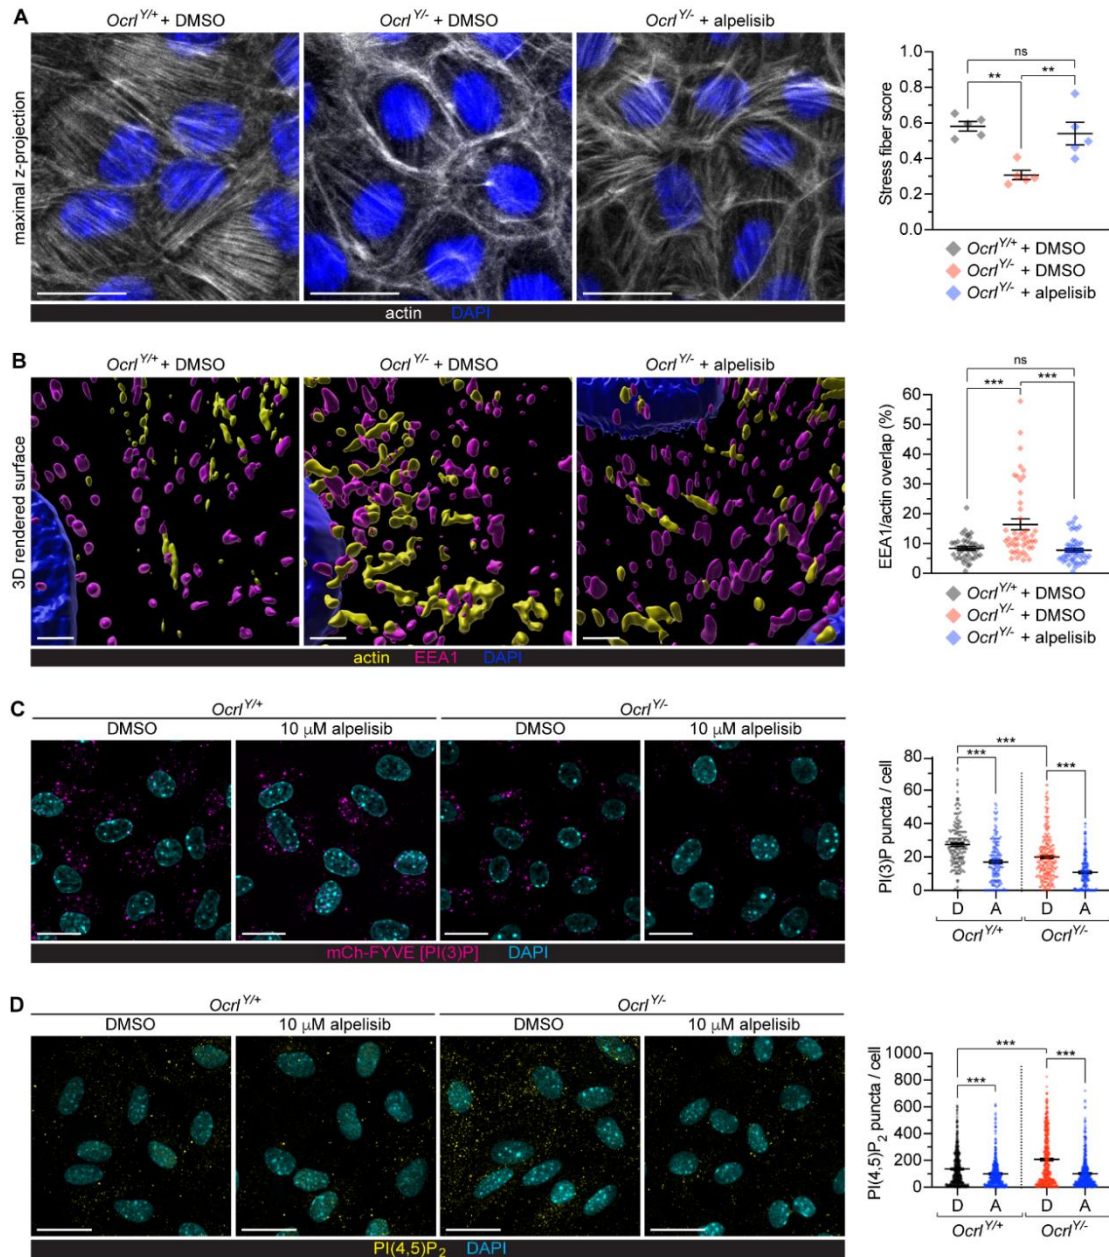 A
Ocrl Y/+ + DMSO
Ocrl Y/- + DMSO
Ocrl Y/- + alpelisib
maximal z-projection
actin DAPI
Stress fiber score
1.0
0.8
0.6
0.4
0.2
0.0
ns
** **
Ocrl Y/+ + DMSO
Ocrl Y/- + DMSO
Ocrl Y/- + alpelisib
B
Ocrl Y/+ + DMSO
Ocrl Y/- + DMSO
Ocrl Y/- + alpelisib
3D rendered surface
actin EEA1 DAPI
EEA1/actin overlap (%)
60
50
40
30
20
10
0
ns
*** ***
Ocrl Y/+ + DMSO
Ocrl Y/- + DMSO
Ocrl Y/- + alpelisib
C
Ocrl Y/+
Ocrl Y/-
DMSO
10 μM alpelisib
DMSO
10 μM alpelisib
mCh-FYVE [PI(3)P] DAPI
PI(3)P puncta / cell
80
60
40
20
0
***
*** ***
D A D A
Ocrl Y/+ Ocrl Y/-
D
Ocrl Y/+
Ocrl Y/-
DMSO
10 μM alpelisib
DMSO
10 μM alpelisib
PI(4,5)P2 DAPI
PI(4,5)P2 puncta / cell
1000
800
600
400
200
0
***
*** ***
D A D A
Ocrl Y/+ Ocrl Y/-